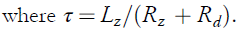 where τ = L_z/(R_z + R_d).